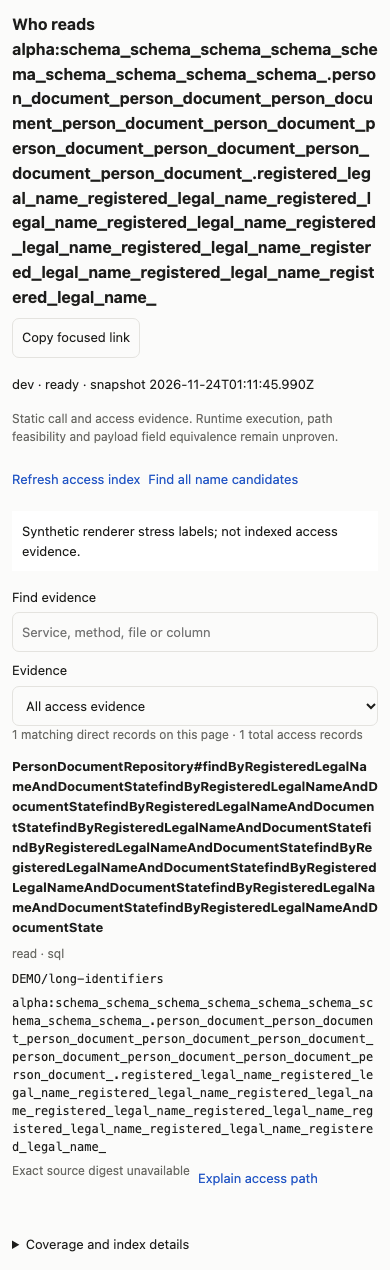 Who reads
alpha:schema_schema_schema_schema_sche
ma_schema_schema_schema_schema_.perso
n_document_person_document_person_docu
ment_person_document_person_document_p
erson_document_person_document_person_
document_person_document_.registered_leg
al_name_registered_legal_name_registered_l
egal_name_registered_legal_name_registered
_legal_name_registered_legal_name_register
ed_legal_name_registered_legal_name_regist
ered_legal_name_
Copy focused link
dev · ready · snapshot 2026-11-24T01:11:45.990Z
Static call and access evidence. Runtime execution, path
feasibility and payload field equivalence remain unproven.
Refresh access index Find all name candidates
Synthetic renderer stress labels; not indexed access
evidence.
Find evidence
Service, method, file or column
Evidence
All access evidence
1 matching direct records on this page · 1 total access records
PersonDocumentRepository#findByRegisteredLegalNa
meAndDocumentStatefindByRegisteredLegalNameAndD
ocumentStatefindByRegisteredLegalNameAndDocumen
tStatefindByRegisteredLegalNameAndDocumentStatefi
ndByRegisteredLegalNameAndDocumentStatefindByRe
gisteredLegalNameAndDocumentStatefindByRegistered
LegalNameAndDocumentStatefindByRegisteredLegalNa
meAndDocumentStatefindByRegisteredLegalNameAndD
ocumentState
read · sql
DEMO/long-identifiers
alpha:schema_schema_schema_schema_schema_schema_sc
hema_schema_schema_.person_document_person_documen
t_person_document_person_document_person_document_
person_document_person_document_person_document_pe
rson_document_.registered_legal_name_registered_le
gal_name_registered_legal_name_registered_legal_na
me_registered_legal_name_registered_legal_name_reg
istered_legal_name_registered_legal_name_registere
d_legal_name_
Exact source digest unavailable Explain access path
Coverage and index details